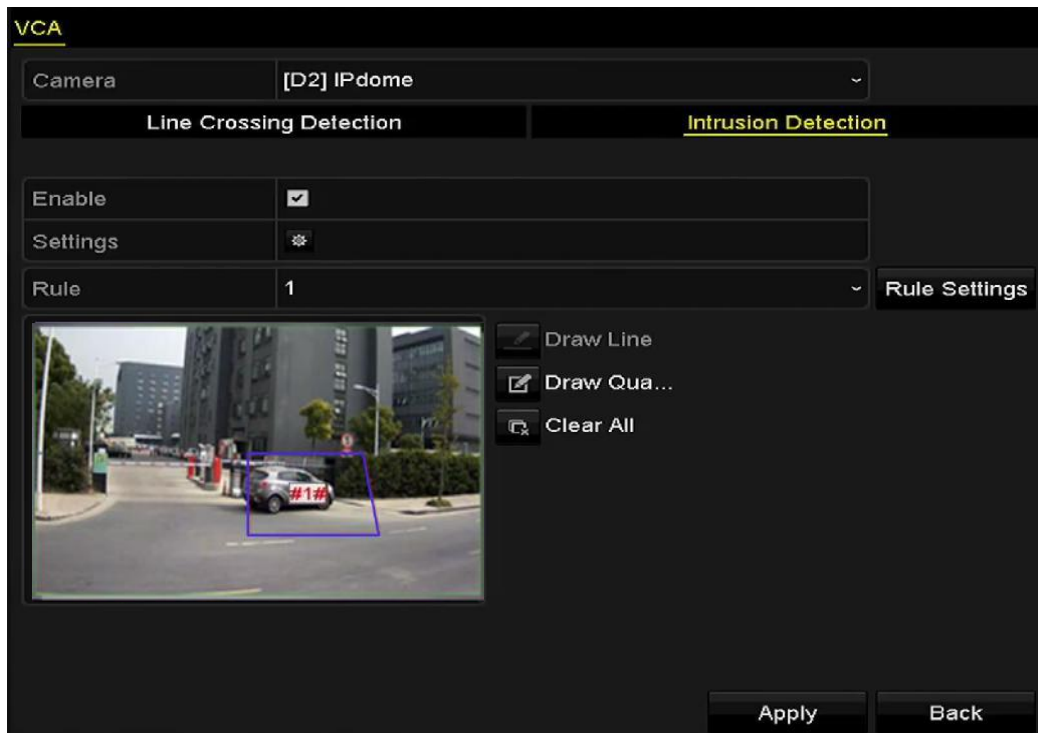 VCA
Camera [D2] IPdome
Line Crossing Detection Intrusion Detection
Enable
Settings
Rule 1 Rule Settings
Draw Line
Draw Qua...
Clear All
#1#
Apply Back